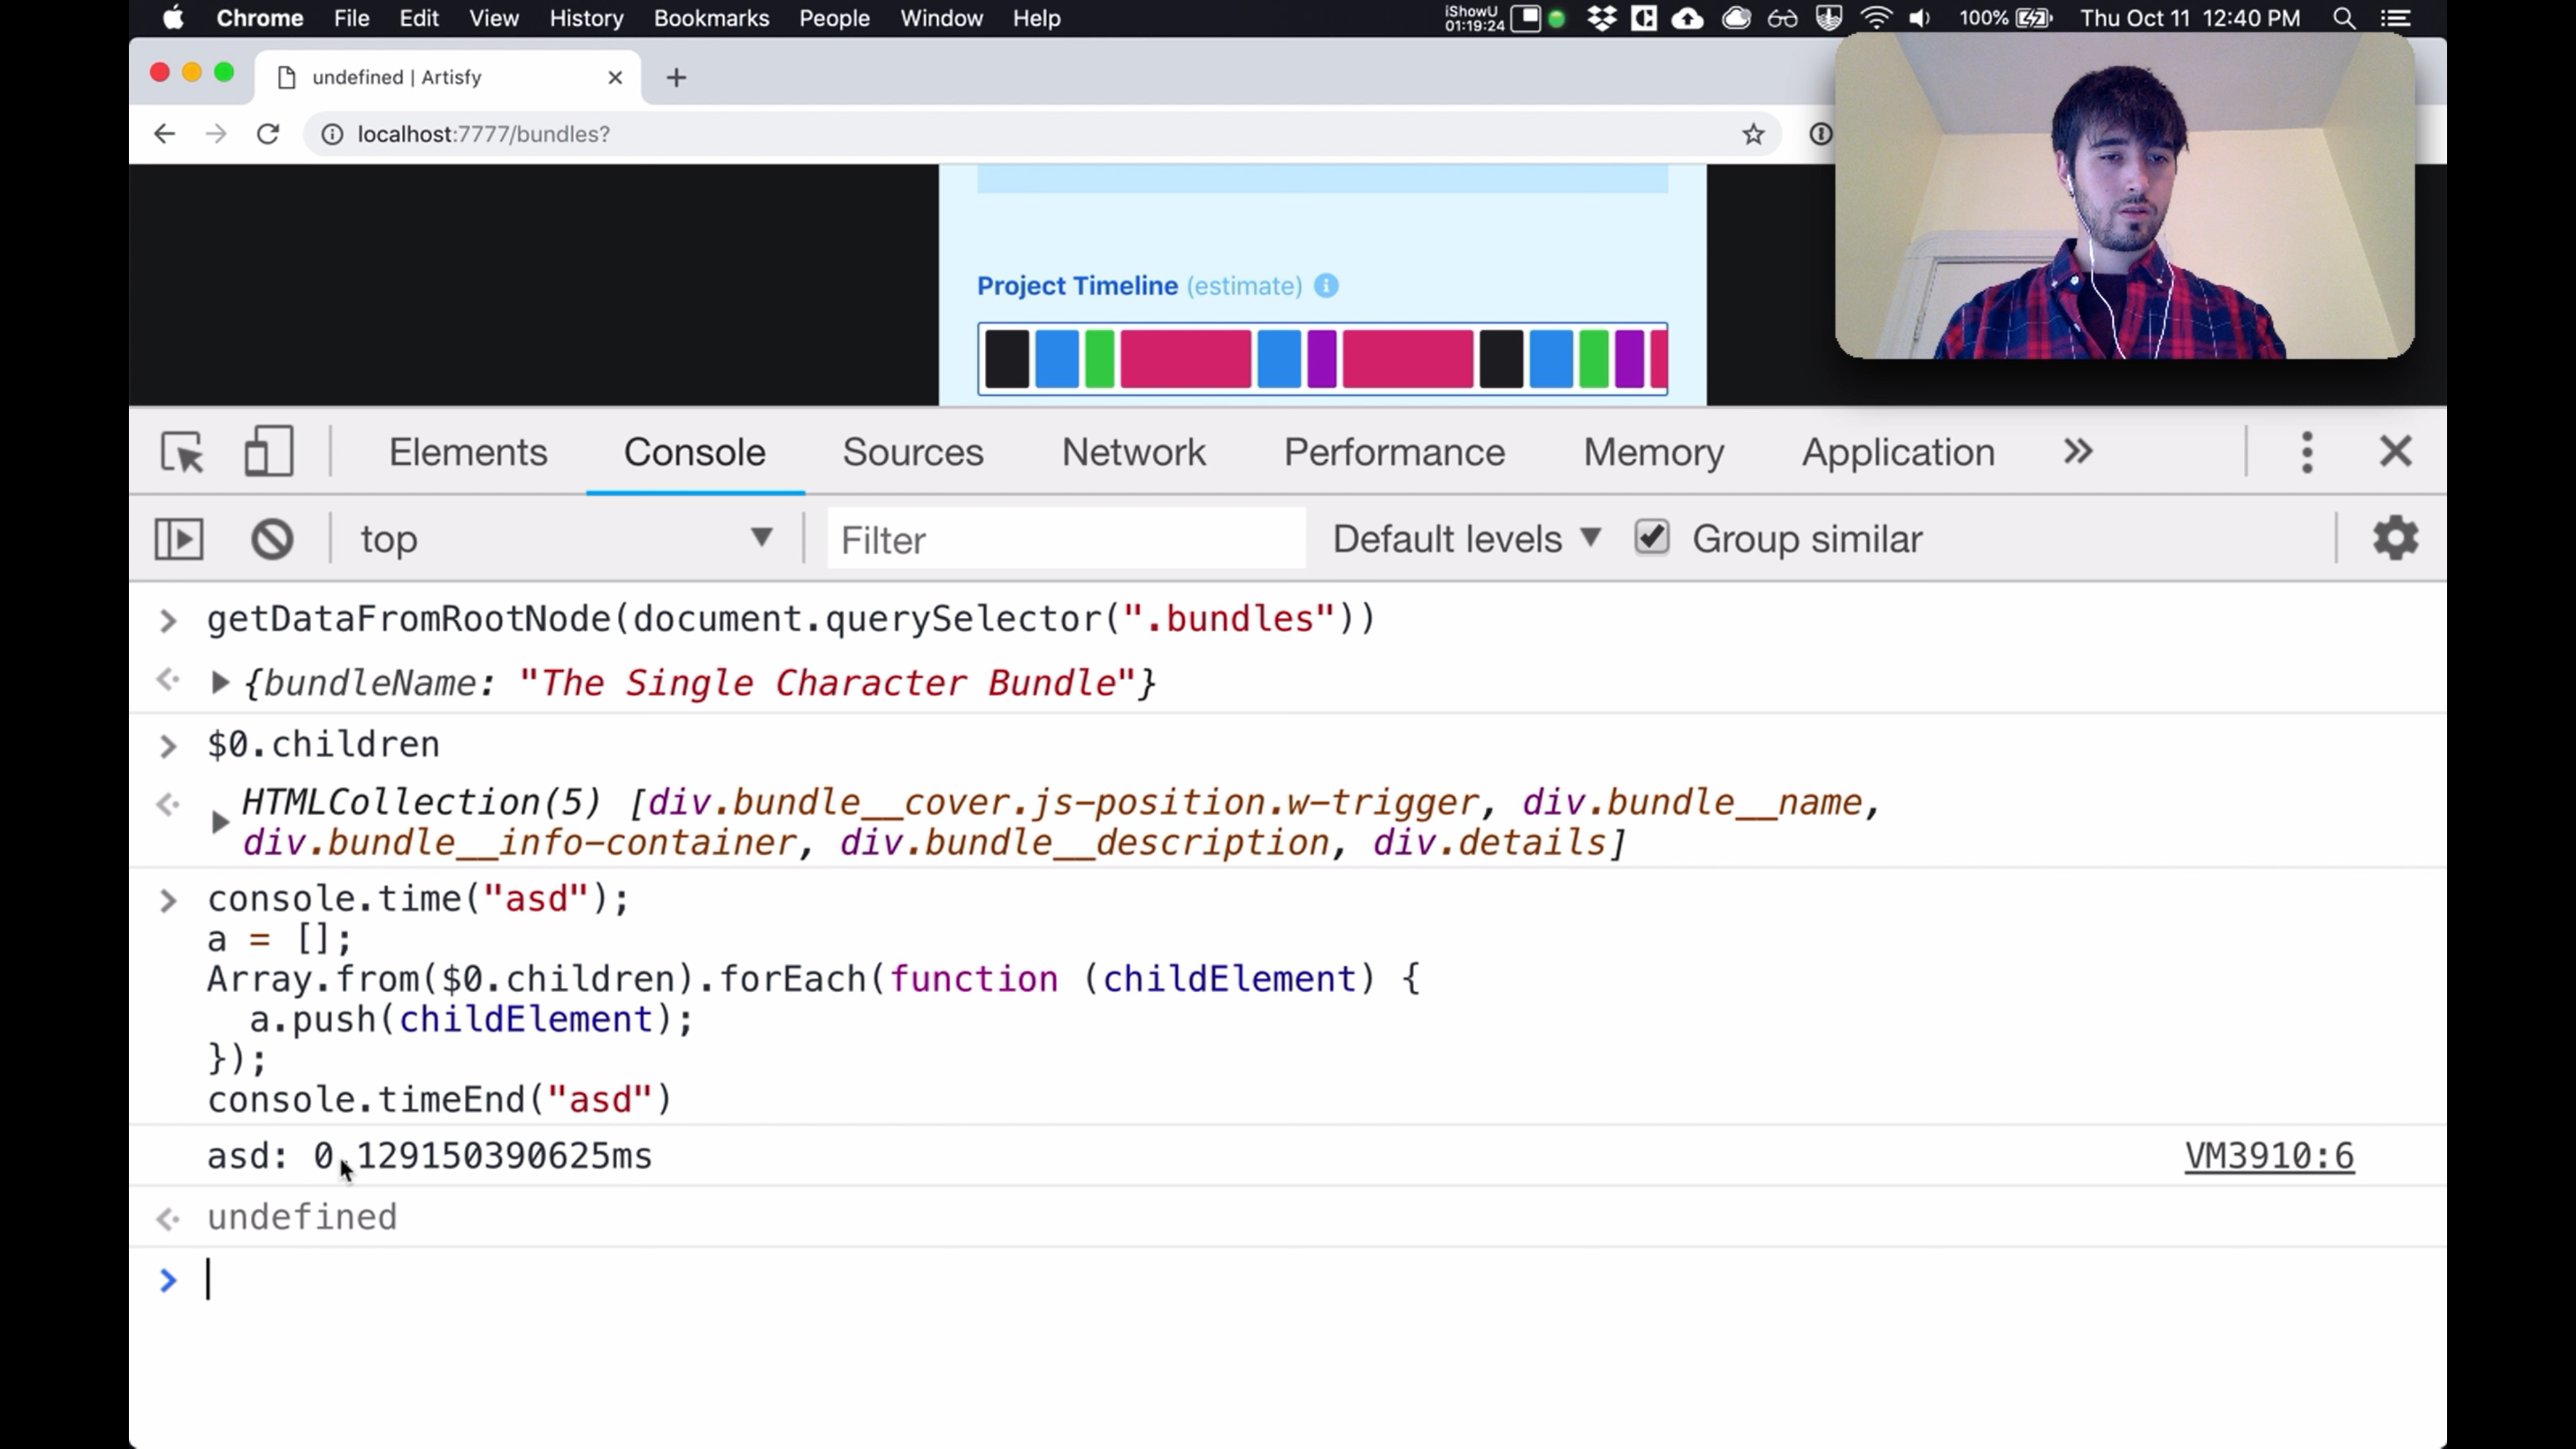 Chrome File Edit View History Bookmarks People Window Help
iShowU
01:19:24
100%
Thu Oct 11 12:40 PM
undefined | Artisfy
localhost:7777/bundles?
Project Timeline (estimate)
Elements Console Sources Network Performance Memory Application
top
Filter
Default levels
Group similar
getDataFromRootNode(document.querySelector(".bundles"))
{bundleName: "The Single Character Bundle"}
$0.children
HTMLCollection(5) [div.bundle__cover.js-position.w-trigger, div.bundle__name,
div.bundle__info-container, div.bundle__description, div.details]
console.time("asd");
a = [];
Array.from($0.children).forEach(function (childElement) {
a.push(childElement);
});
console.timeEnd("asd")
asd: 0.129150390625ms
VM3910:6
undefined